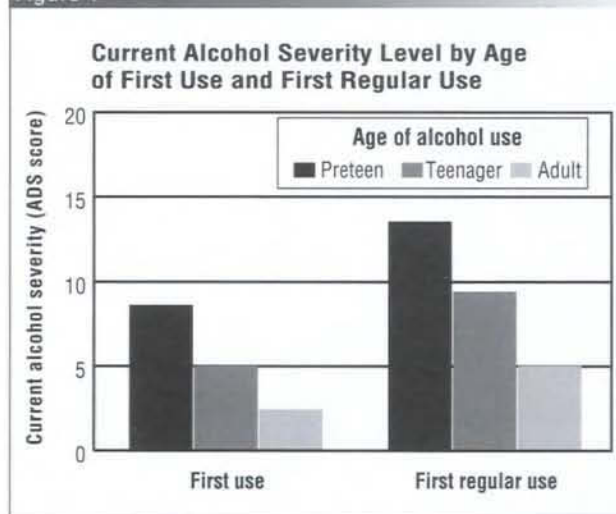 Current Alcohol Severity Level by Age
of First Use and First Regular Use
Current alcohol severity (ADS score)
20
15
10
5
0
Age of alcohol use
Preteen Teenager Adult
First use First regular use